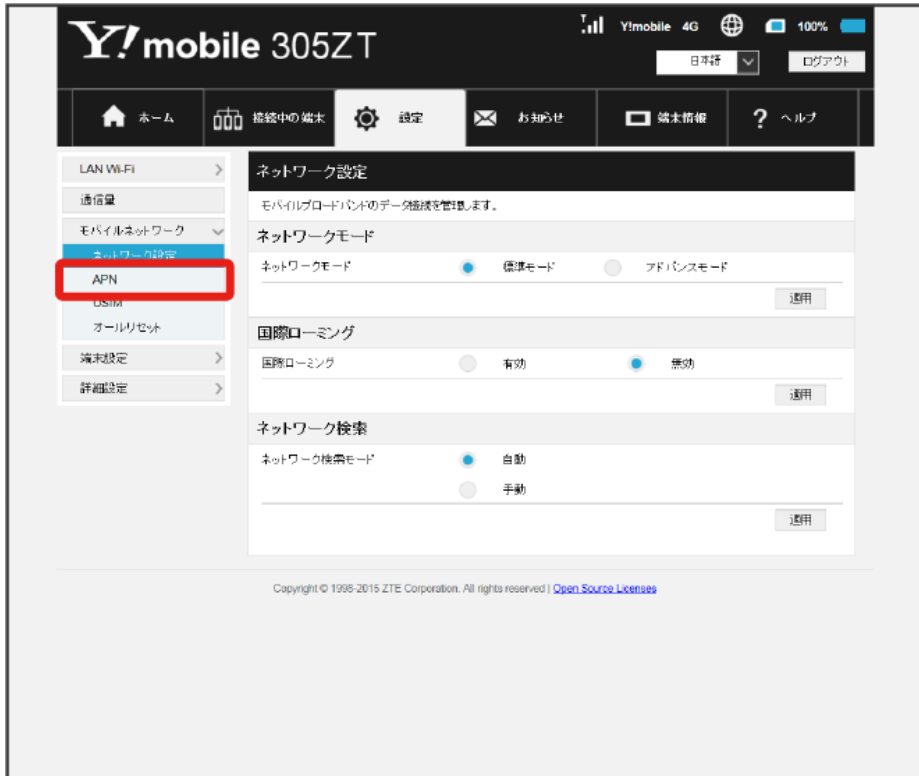 Y! mobile 305ZT
Y!mobile 4G 100%
日本語 ログアウト
ホーム 接続中の端末 設定 お知らせ 端末情報 ? ヘルプ
LAN Wi-Fi
通信量
モバイルネットワーク
ネットワーク設定
APN
USIM
オールリセット
端末設定
詳細設定
ネットワーク設定
モバイルブロードバンドのデータ接続を管理します。
ネットワークモード
ネットワークモード 標準モード アドバンスモード
適用
国際ローミング
国際ローミング 有効 無効
適用
ネットワーク検索
ネットワーク検索モード 自動
手動
適用
Copyright © 1998-2015 ZTE Corporation. All rights reserved | Open Source Licenses